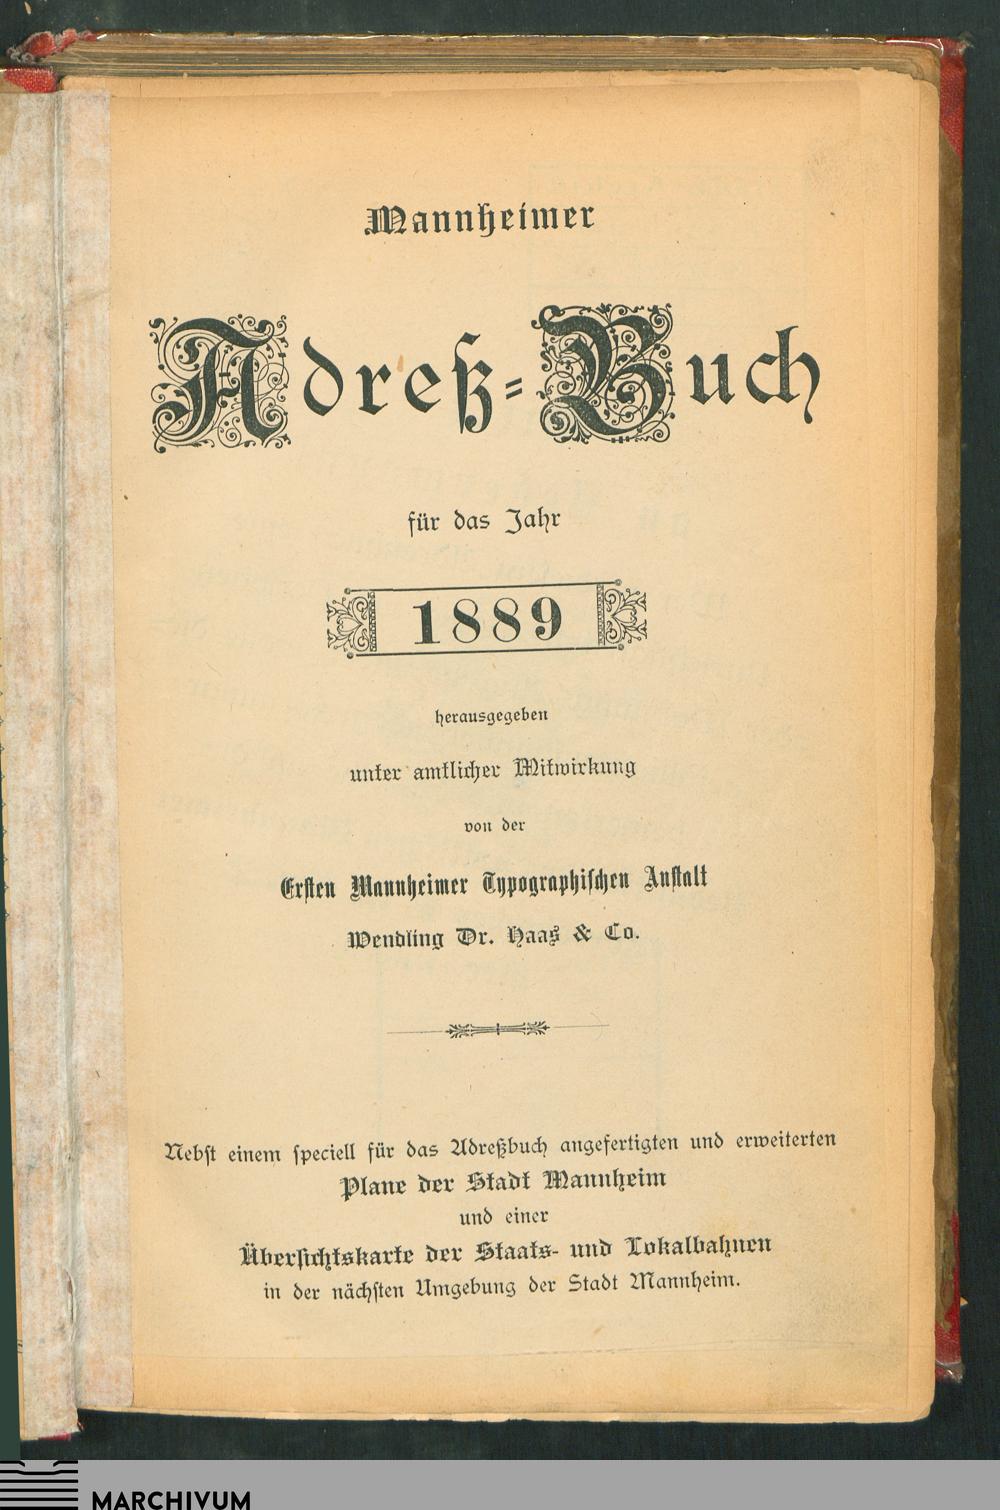 Mannheimer
Adreß-Buch
für das Jahr
1889
herausgegeben
unter amtlicher Mitwirkung
von der
Ersten Mannheimer Typographischen Anstalt
Wendling Dr. Haas & Co.
Nebst einem speciell für das Adreßbuch angefertigten und erweiterten
Plane der Stadt Mannheim
und einer
Übersichtskarte der Staats- und Lokalbahnen
in der nächsten Umgebung der Stadt Mannheim.
MARCHIVUM